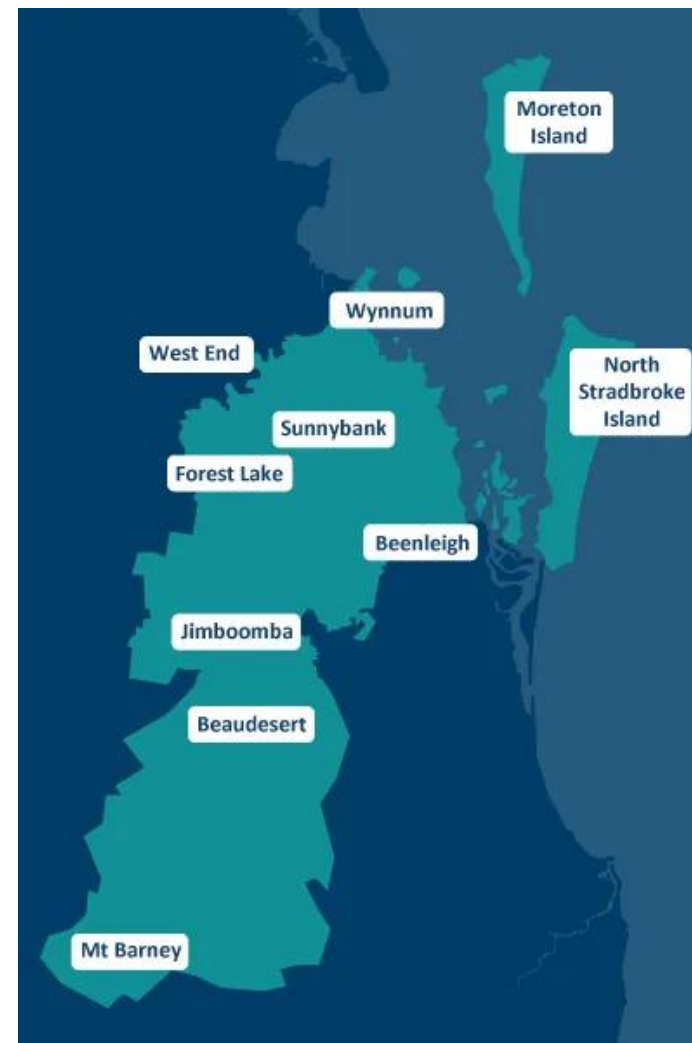 Moreton
Island
Wynnum
West End
North
Stradbroke
Island
Sunnybank
Forest Lake
Beenleigh
Jimboomba
Beaudesert
Mt Barney